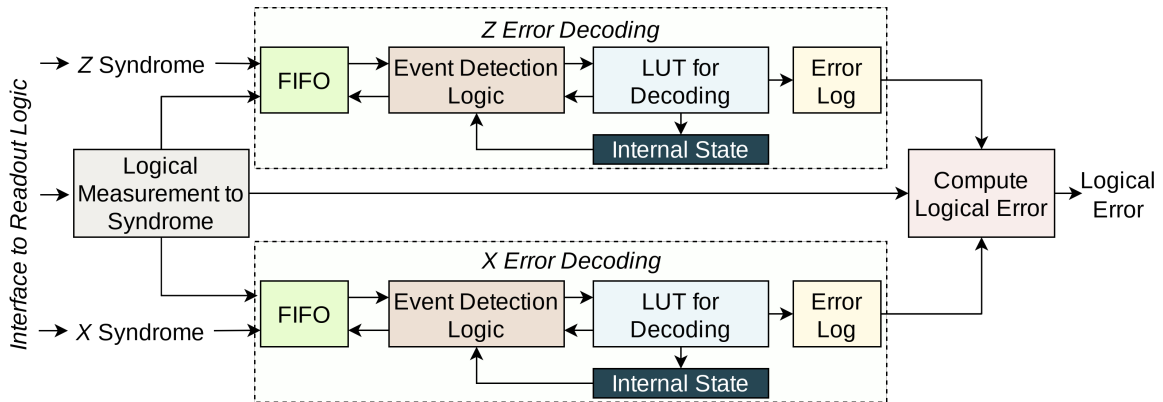 Interface to Readout Logic
Z Error Decoding
Z Syndrome
FIFO
Event Detection
Logic
LUT for
Decoding
Error
Log
Internal State
Logical
Measurement to
Syndrome
Compute
Logical Error
Logical
Error
X Error Decoding
X Syndrome
FIFO
Event Detection
Logic
LUT for
Decoding
Error
Log
Internal State